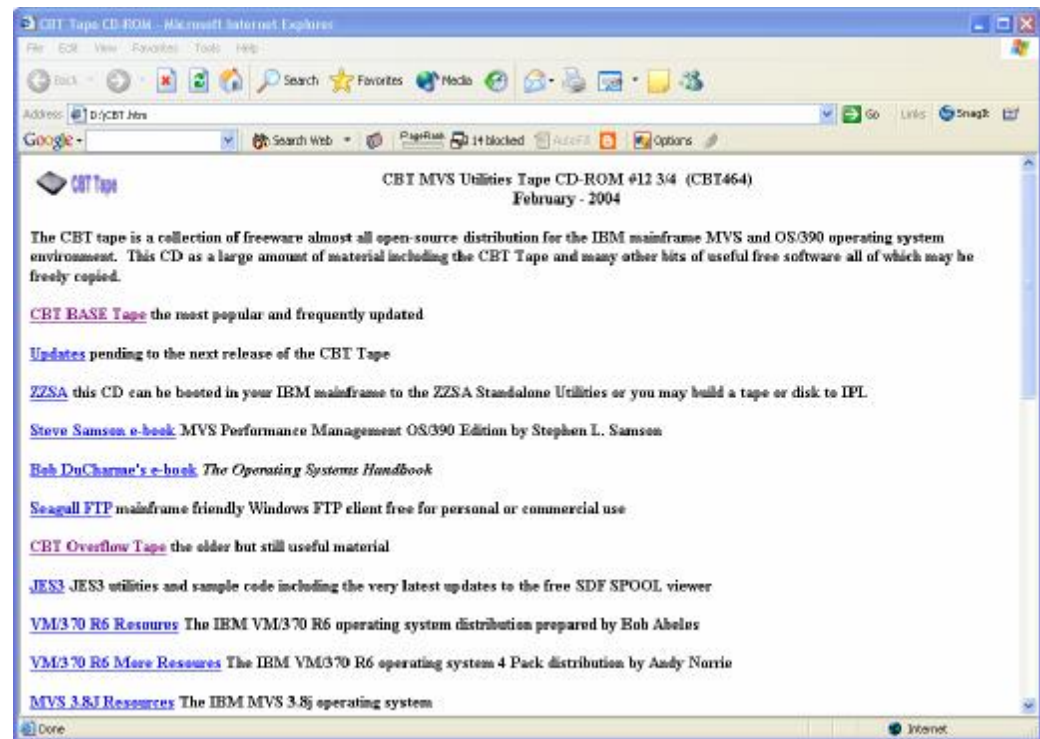 CBT Tape CD-ROM - Microsoft Internet Explorer
File Edit View Favorites Tools Help
Back Search Favorites Media
Address D:\CBT.htm Go Links SnagIt
Google Search Web PageRank 14 blocked AutoFill Options
CBT Tape
CBT MVS Utilities Tape CD-ROM #12 3/4 (CBT464)
February - 2004
The CBT tape is a collection of freeware almost all open-source distribution for the IBM mainframe MVS and OS/390 operating system
environment. This CD as a large amount of material including the CBT Tape and many other bits of useful free software all of which may be
freely copied.
CBT BASE Tape the most popular and frequently updated
Updates pending to the next release of the CBT Tape
ZZSA this CD can be booted in your IBM mainframe to the ZZSA Standalone Utilities or you may build a tape or disk to IPL
Steve Samson e-book MVS Performance Management OS/390 Edition by Stephen L. Samson
Bob DuCharme's e-book The Operating Systems Handbook
Seagull FTP mainframe friendly Windows FTP client free for personal or commercial use
CBT Overflow Tape the older but still useful material
JES3 JES3 utilities and sample code including the very latest updates to the free SDF SPOOL viewer
VM/370 R6 Resoures The IBM VM/370 R6 operating system distribution prepared by Bob Abeles
VM/370 R6 More Resoures The IBM VM/370 R6 operating system 4 Pack distribution by Andy Norrie
MVS 3.8J Resources The IBM MVS 3.8j operating system
Done Internet